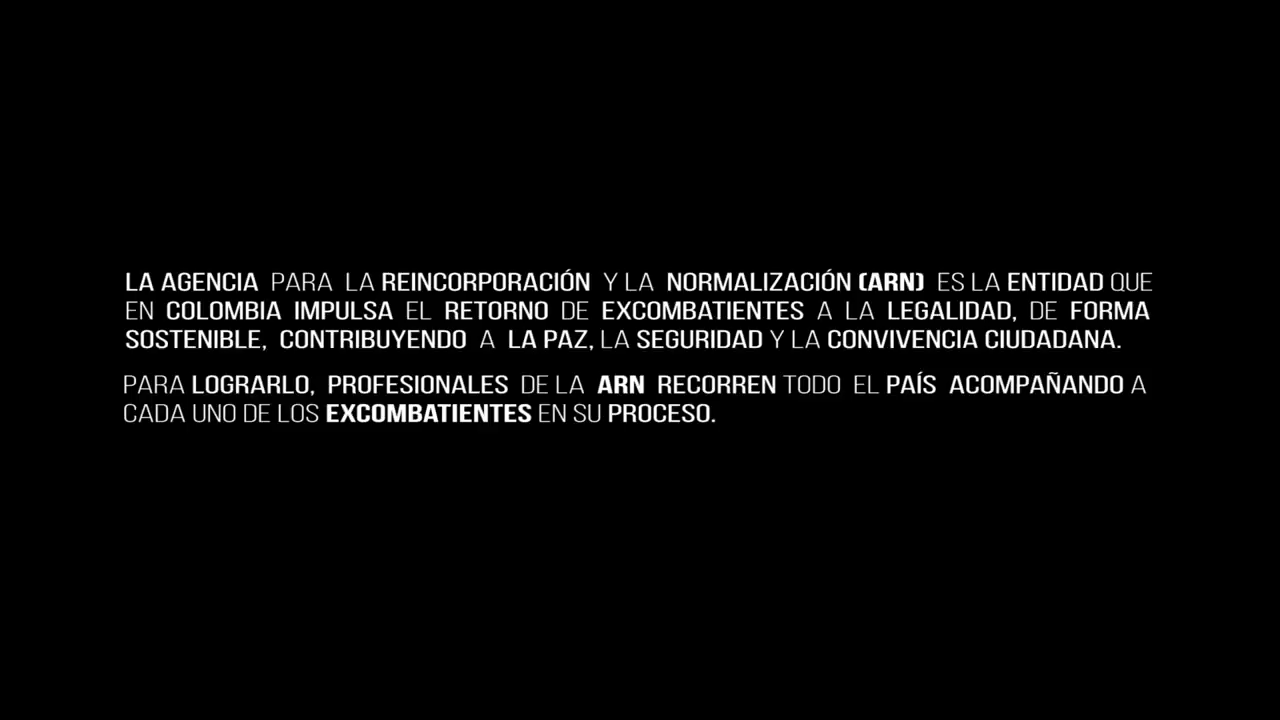 LA AGENCIA PARA LA REINCORPORACIÓN Y LA NORMALIZACIÓN (ARN) ES LA ENTIDAD QUE
EN COLOMBIA IMPULSA EL RETORNO DE EXCOMBATIENTES A LA LEGALIDAD, DE FORMA
SOSTENIBLE, CONTRIBUYENDO A LA PAZ, LA SEGURIDAD Y LA CONVIVENCIA CIUDADANA.
PARA LOGRARLO, PROFESIONALES DE LA ARN RECORREN TODO EL PAÍS ACOMPAÑANDO A
CADA UNO DE LOS EXCOMBATIENTES EN SU PROCESO.